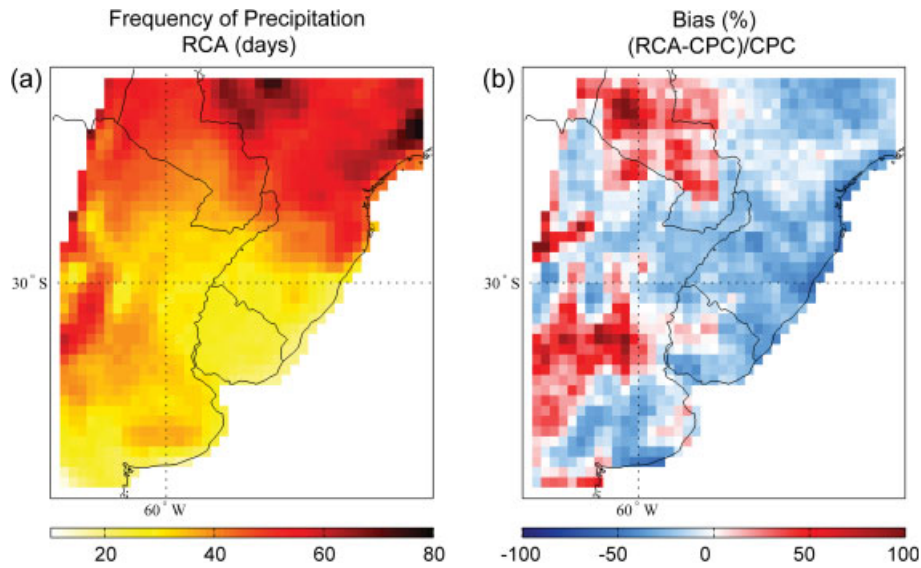 Frequency of Precipitation
RCA (days)
Bias (%)
(RCA-CPC)/CPC
(a)
(b)
30° S
30° S
60° W
60° W
20 40 60 80
-100 -50 0 50 100